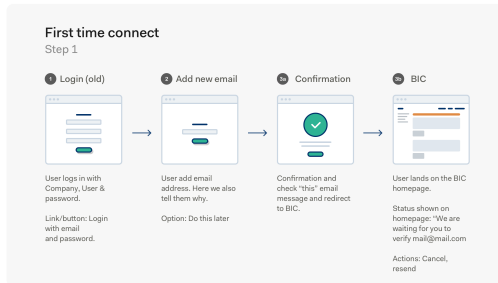 First time connect
Step 1
1 Login (old)
User logs in with
Company, User &
password.
Link/button: Login
with email
and password.
2 Add new email
User add email
address. Here we also
tell them why.
Option: Do this later
3a Confirmation
Confirmation and
check “this” email
message and redirect
to BIC.
3b BIC
User lands on the BIC
homepage.
Status shown on
homepage: “We are
waiting for you to
verify mail@mail.com
Actions: Cancel,
resend